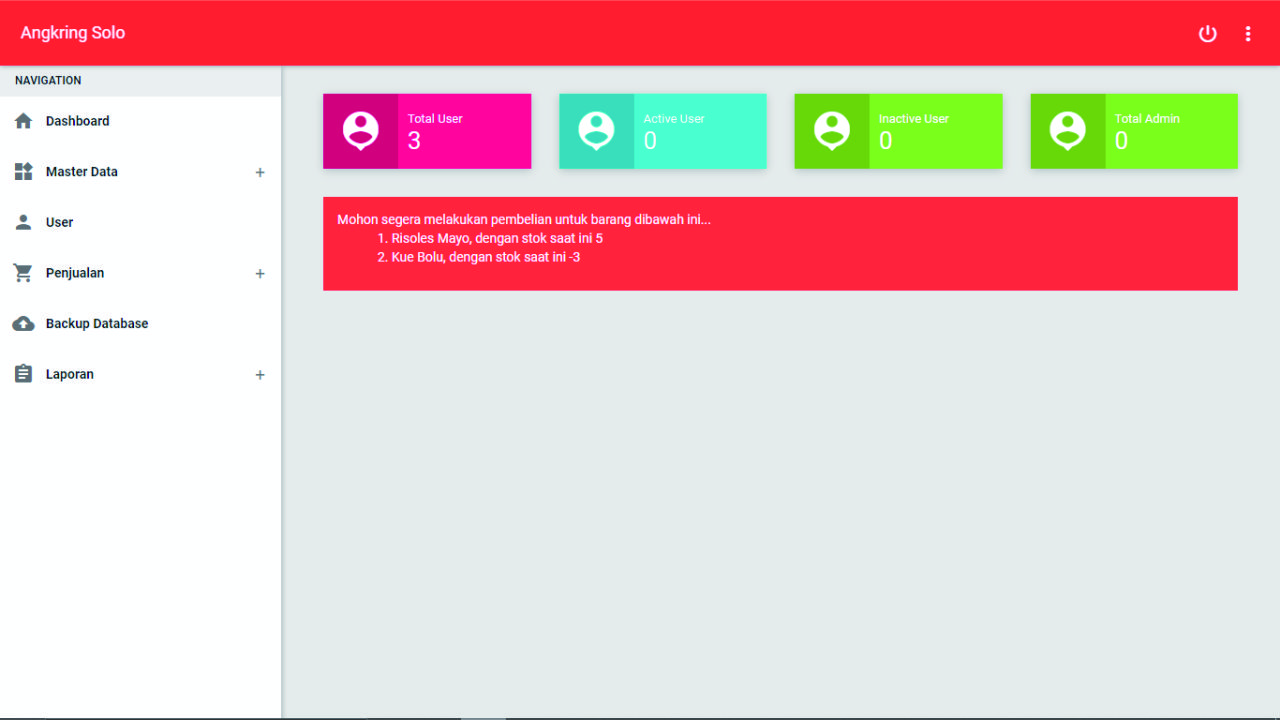 Angkring Solo
NAVIGATION
Dashboard
Master Data +
User
Penjualan +
Backup Database
Laporan +
Total User
3
Active User
0
Inactive User
0
Total Admin
0
Mohon segera melakukan pembelian untuk barang dibawah ini...
1. Risoles Mayo, dengan stok saat ini 5
2. Kue Bolu, dengan stok saat ini -3